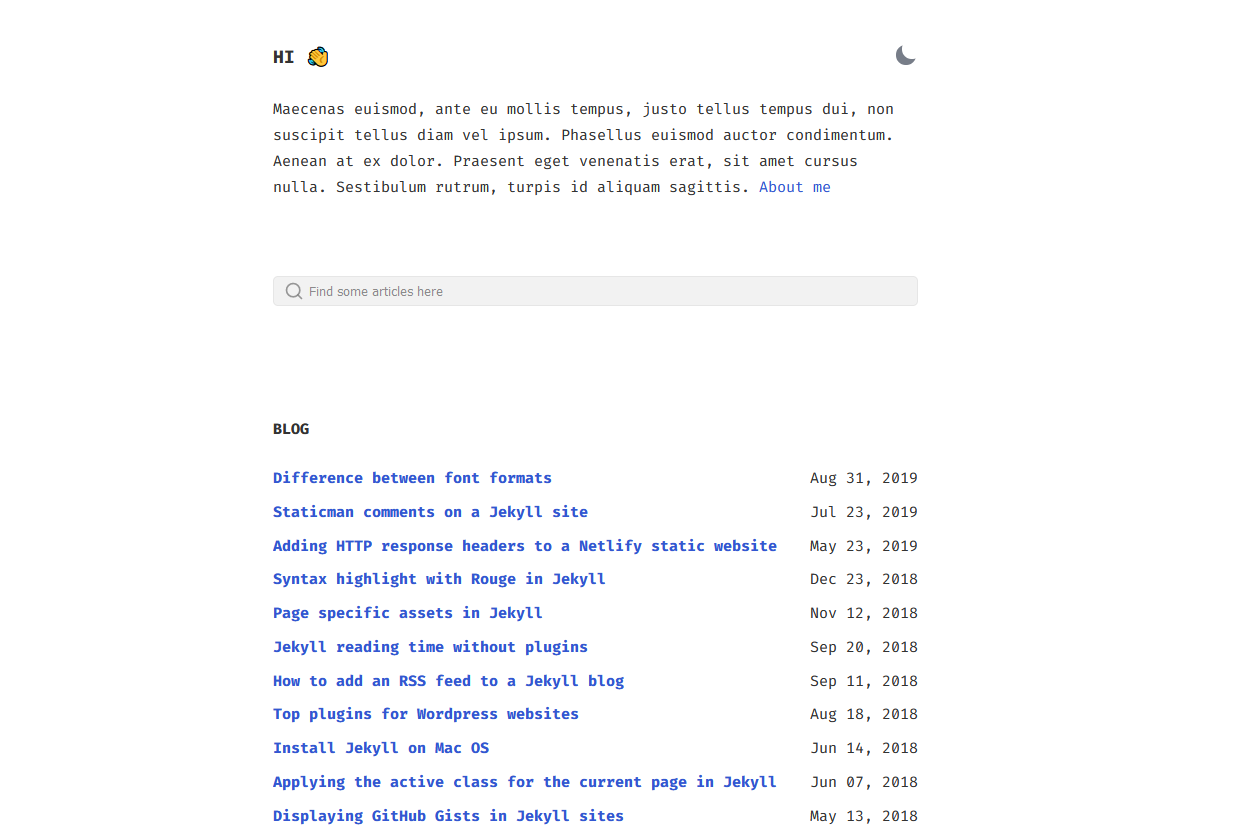 HI 👋
Maecenas euismod, ante eu mollis tempus, justo tellus tempus dui, non
suscipit tellus diam vel ipsum. Phasellus euismod auctor condimentum.
Aenean at ex dolor. Praesent eget venenatis erat, sit amet cursus
nulla. Sestibulum rutrum, turpis id aliquam sagittis. About me
Find some articles here
BLOG
Difference between font formats Aug 31, 2019
Staticman comments on a Jekyll site Jul 23, 2019
Adding HTTP response headers to a Netlify static website May 23, 2019
Syntax highlight with Rouge in Jekyll Dec 23, 2018
Page specific assets in Jekyll Nov 12, 2018
Jekyll reading time without plugins Sep 20, 2018
How to add an RSS feed to a Jekyll blog Sep 11, 2018
Top plugins for Wordpress websites Aug 18, 2018
Install Jekyll on Mac OS Jun 14, 2018
Applying the active class for the current page in Jekyll Jun 07, 2018
Displaying GitHub Gists in Jekyll sites May 13, 2018